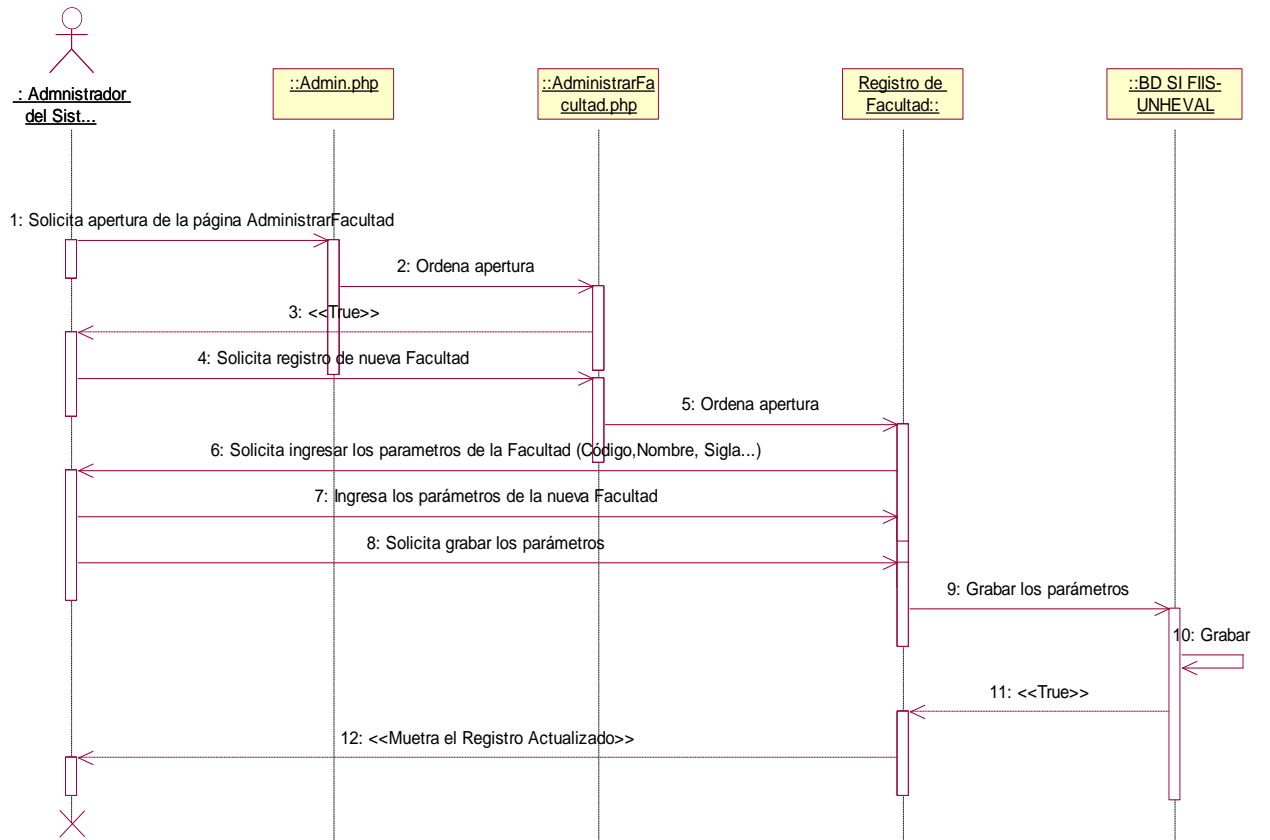 : Admnistrador
del Sist...
::Admin.php
::AdministrarFa
cultad.php
Registro de
Facultad::
::BD SI FIIS-
UNHEVAL
1: Solicita apertura de la página AdministrarFacultad
2: Ordena apertura
3: <<True>>
4: Solicita registro de nueva Facultad
5: Ordena apertura
6: Solicita ingresar los parametros de la Facultad (Código,Nombre, Sigla...)
7: Ingresa los parámetros de la nueva Facultad
8: Solicita grabar los parámetros
9: Grabar los parámetros
10: Grabar
11: <<True>>
12: <<Muetra el Registro Actualizado>>